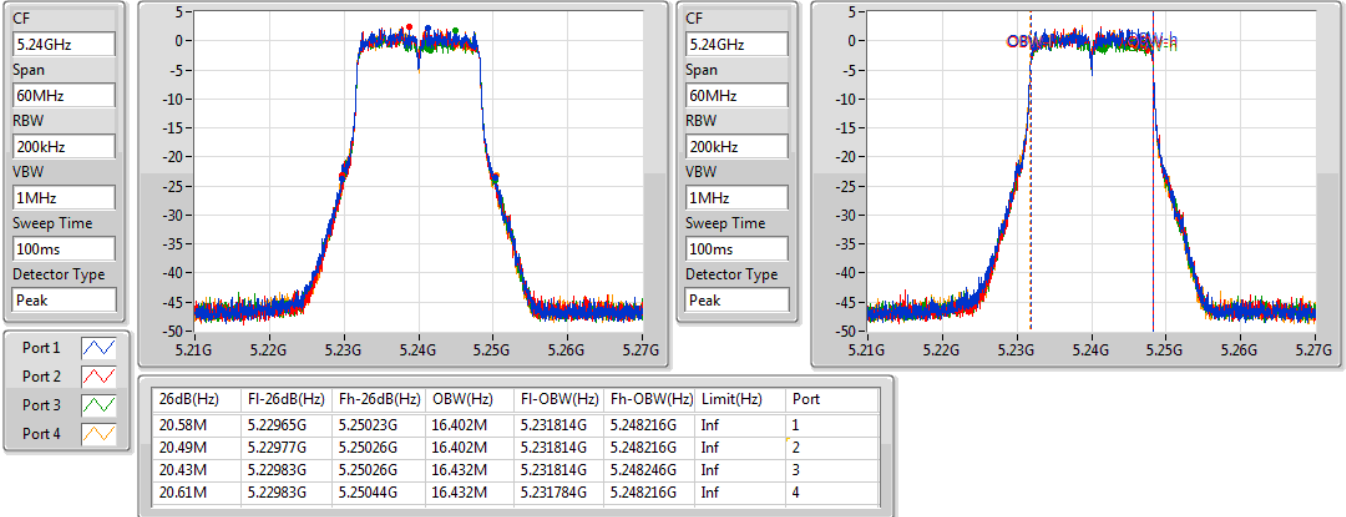 CF
5.24GHz
Span
60MHz
RBW
200kHz
VBW
1MHz
Sweep Time
100ms
Detector Type
Peak
5
0
-5
-10
-15
-20
-25
-30
-35
-40
-45
-50
5.21G 5.22G 5.23G 5.24G 5.25G 5.26G 5.27G
CF
5.24GHz
Span
60MHz
RBW
200kHz
VBW
1MHz
Sweep Time
100ms
Detector Type
Peak
5
0
-5
-10
-15
-20
-25
-30
-35
-40
-45
-50
5.21G 5.22G 5.23G 5.24G 5.25G 5.26G 5.27G
Port 1
Port 2
Port 3
Port 4
26dB(Hz) Fl-26dB(Hz) Fh-26dB(Hz) OBW(Hz) Fl-OBW(Hz) Fh-OBW(Hz) Limit(Hz) Port
20.58M 5.22965G 5.25023G 16.402M 5.231814G 5.248216G Inf 1
20.49M 5.22977G 5.25026G 16.402M 5.231814G 5.248216G Inf 2
20.43M 5.22983G 5.25026G 16.432M 5.231814G 5.248246G Inf 3
20.61M 5.22983G 5.25044G 16.432M 5.231784G 5.248216G Inf 4